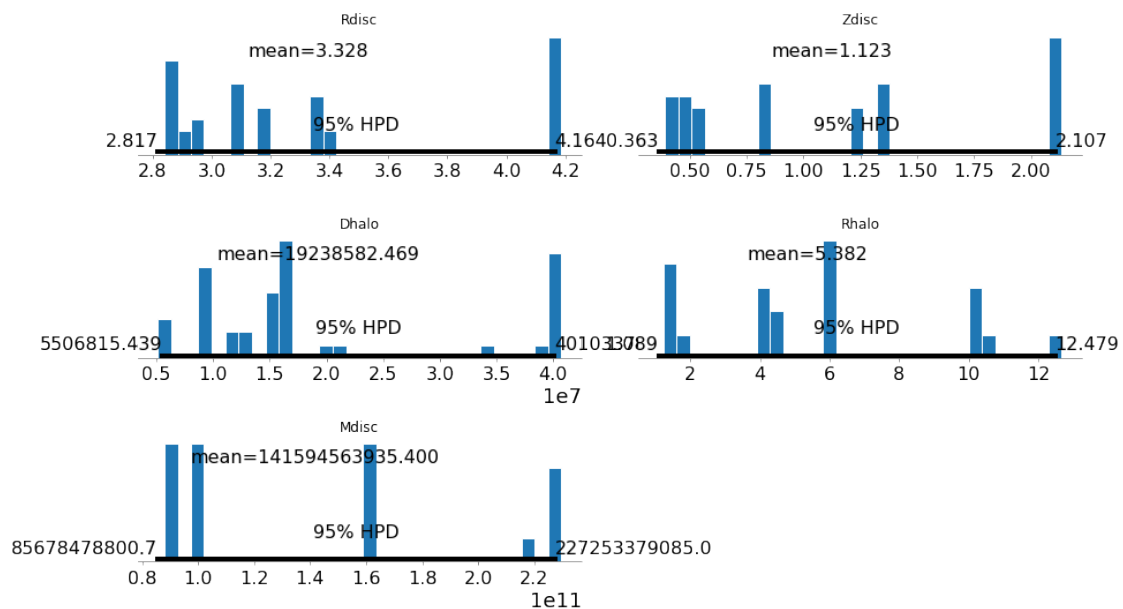 Rdisc
mean=3.328
95% HPD
2.817
4.164
2.8 3.0 3.2 3.4 3.6 3.8 4.0 4.2
Zdisc
mean=1.123
95% HPD
0.363
2.107
0.50 0.75 1.00 1.25 1.50 1.75 2.00
Dhalo
mean=19238582.469
95% HPD
5506815.439
0.5 1.0 1.5 2.0 2.5 3.0 3.5 4.0
1e7
Rhalo
mean=5.382
95% HPD
12.479
2 4 6 8 10 12
Mdisc
mean=141594563935.400
95% HPD
85678478800.7
227253379085.0
0.8 1.0 1.2 1.4 1.6 1.8 2.0 2.2
1e11